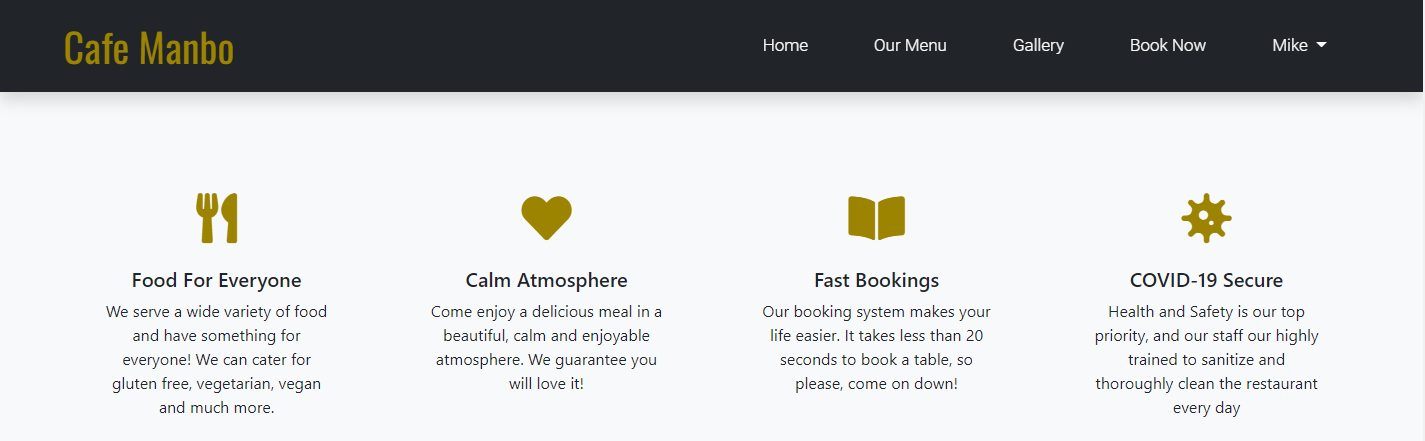 Cafe Manbo
Home Our Menu Gallery Book Now Mike
Food For Everyone
We serve a wide variety of food
and have something for
everyone! We can cater for
gluten free, vegetarian, vegan
and much more.
Calm Atmosphere
Come enjoy a delicious meal in a
beautiful, calm and enjoyable
atmosphere. We guarantee you
will love it!
Fast Bookings
Our booking system makes your
life easier. It takes less than 20
seconds to book a table, so
please, come on down!
COVID-19 Secure
Health and Safety is our top
priority, and our staff our highly
trained to sanitize and
thoroughly clean the restaurant
every day